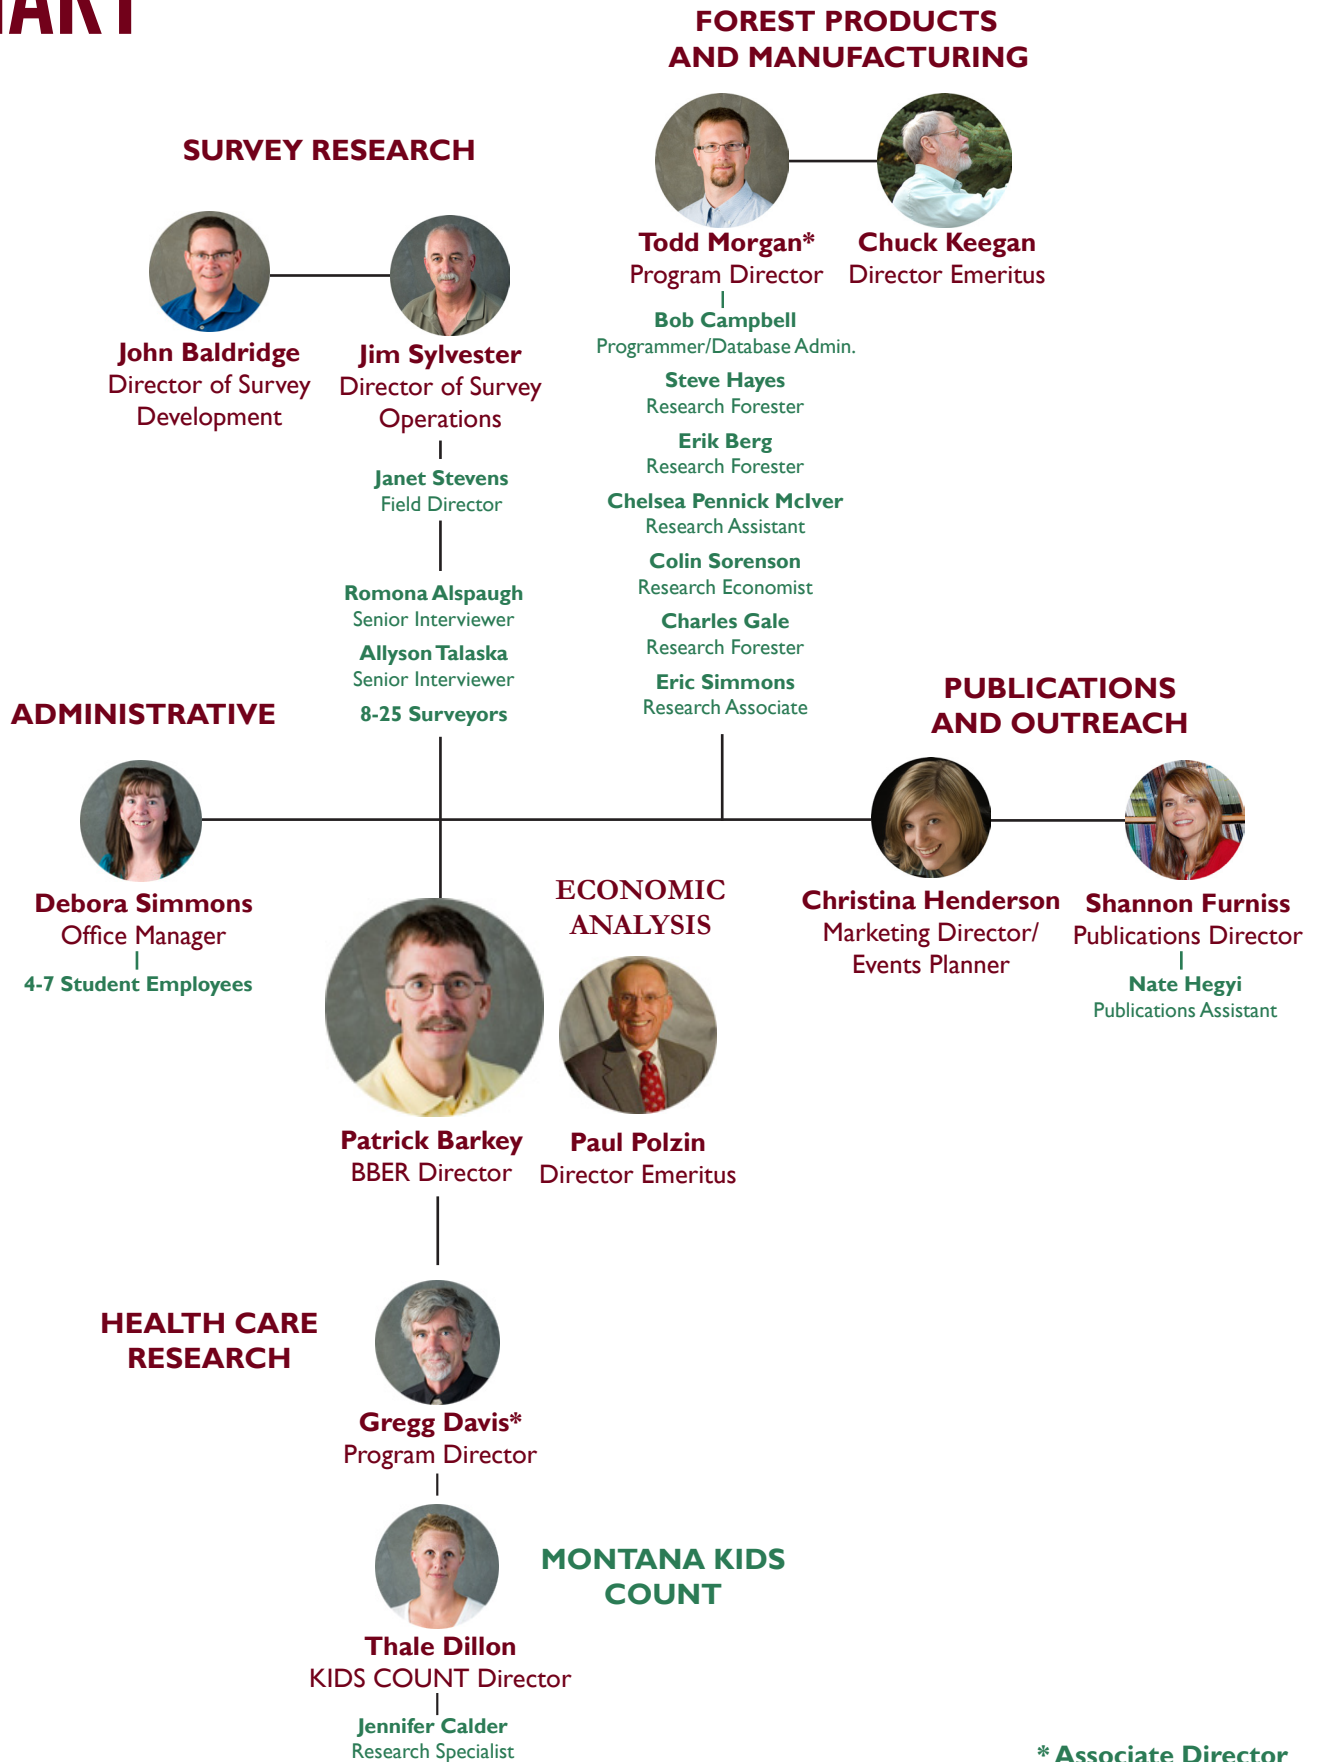 FOREST PRODUCTS
AND MANUFACTURING
Todd Morgan*
Program Director
Chuck Keegan
Director Emeritus
Bob Campbell
Programmer/Database Admin.
Steve Hayes
Research Forester
Erik Berg
Research Forester
Chelsea Pennick McIver
Research Assistant
Colin Sorenson
Research Economist
Charles Gale
Research Forester
Eric Simmons
Research Associate
SURVEY RESEARCH
John Baldridge
Director of Survey
Development
Jim Sylvester
Director of Survey
Operations
Janet Stevens
Field Director
Romona Alspaugh
Senior Interviewer
Allyson Talaska
Senior Interviewer
8-25 Surveyors
ADMINISTRATIVE
Debora Simmons
Office Manager
4-7 Student Employees
PUBLICATIONS
AND OUTREACH
Christina Henderson
Marketing Director/
Events Planner
Shannon Furniss
Publications Director
Nate Hegyi
Publications Assistant
ECONOMIC
ANALYSIS
Patrick Barkey
BBER Director
Paul Polzin
Director Emeritus
HEALTH CARE
RESEARCH
Gregg Davis*
Program Director
MONTANA KIDS
COUNT
Thale Dillon
KIDS COUNT Director
Jennifer Calder
Research Specialist
* Associate Director